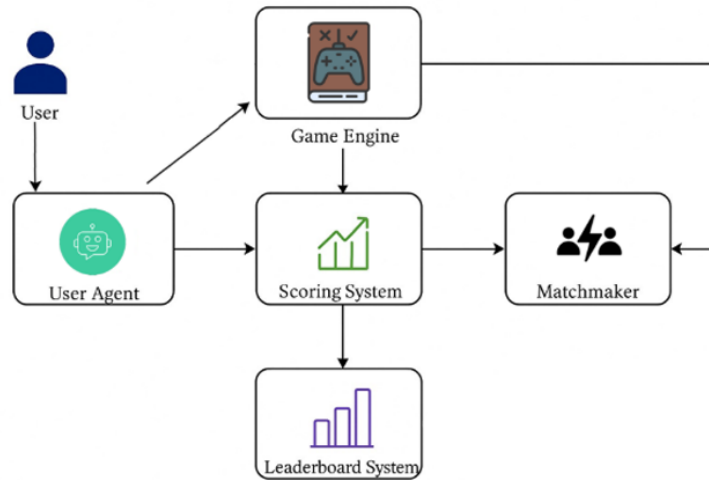 User
Game Engine
User Agent
Scoring System
Matchmaker
Leaderboard System